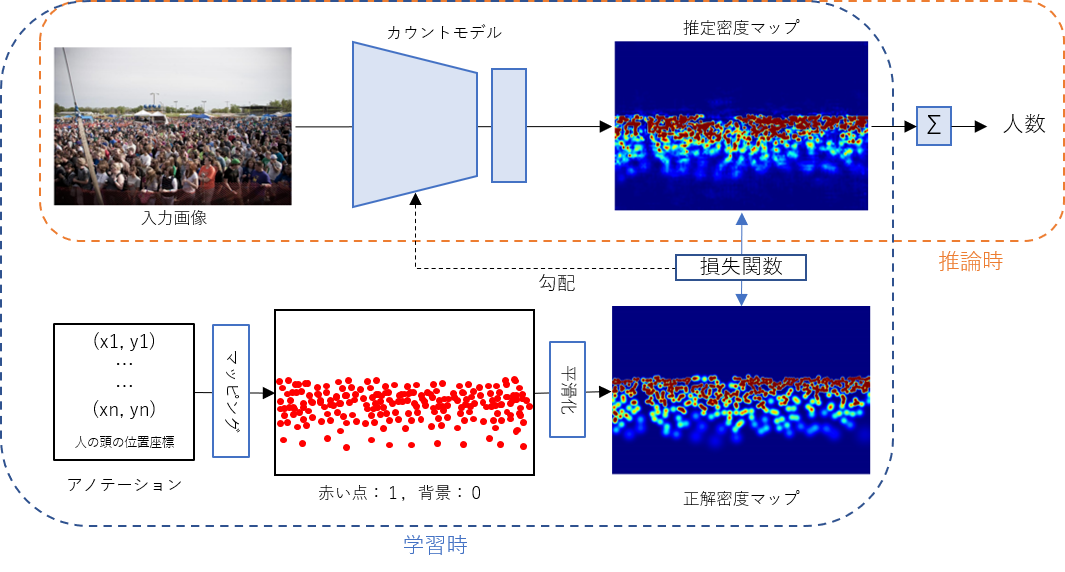 カウントモデル
推定密度マップ
Σ
人数
入力画像
推論時
損失関数
勾配
(x1, y1)
…
…
(xn, yn)
人の頭の位置座標
マッピング
平滑化
アノテーション
赤い点：1，背景：0
正解密度マップ
学習時